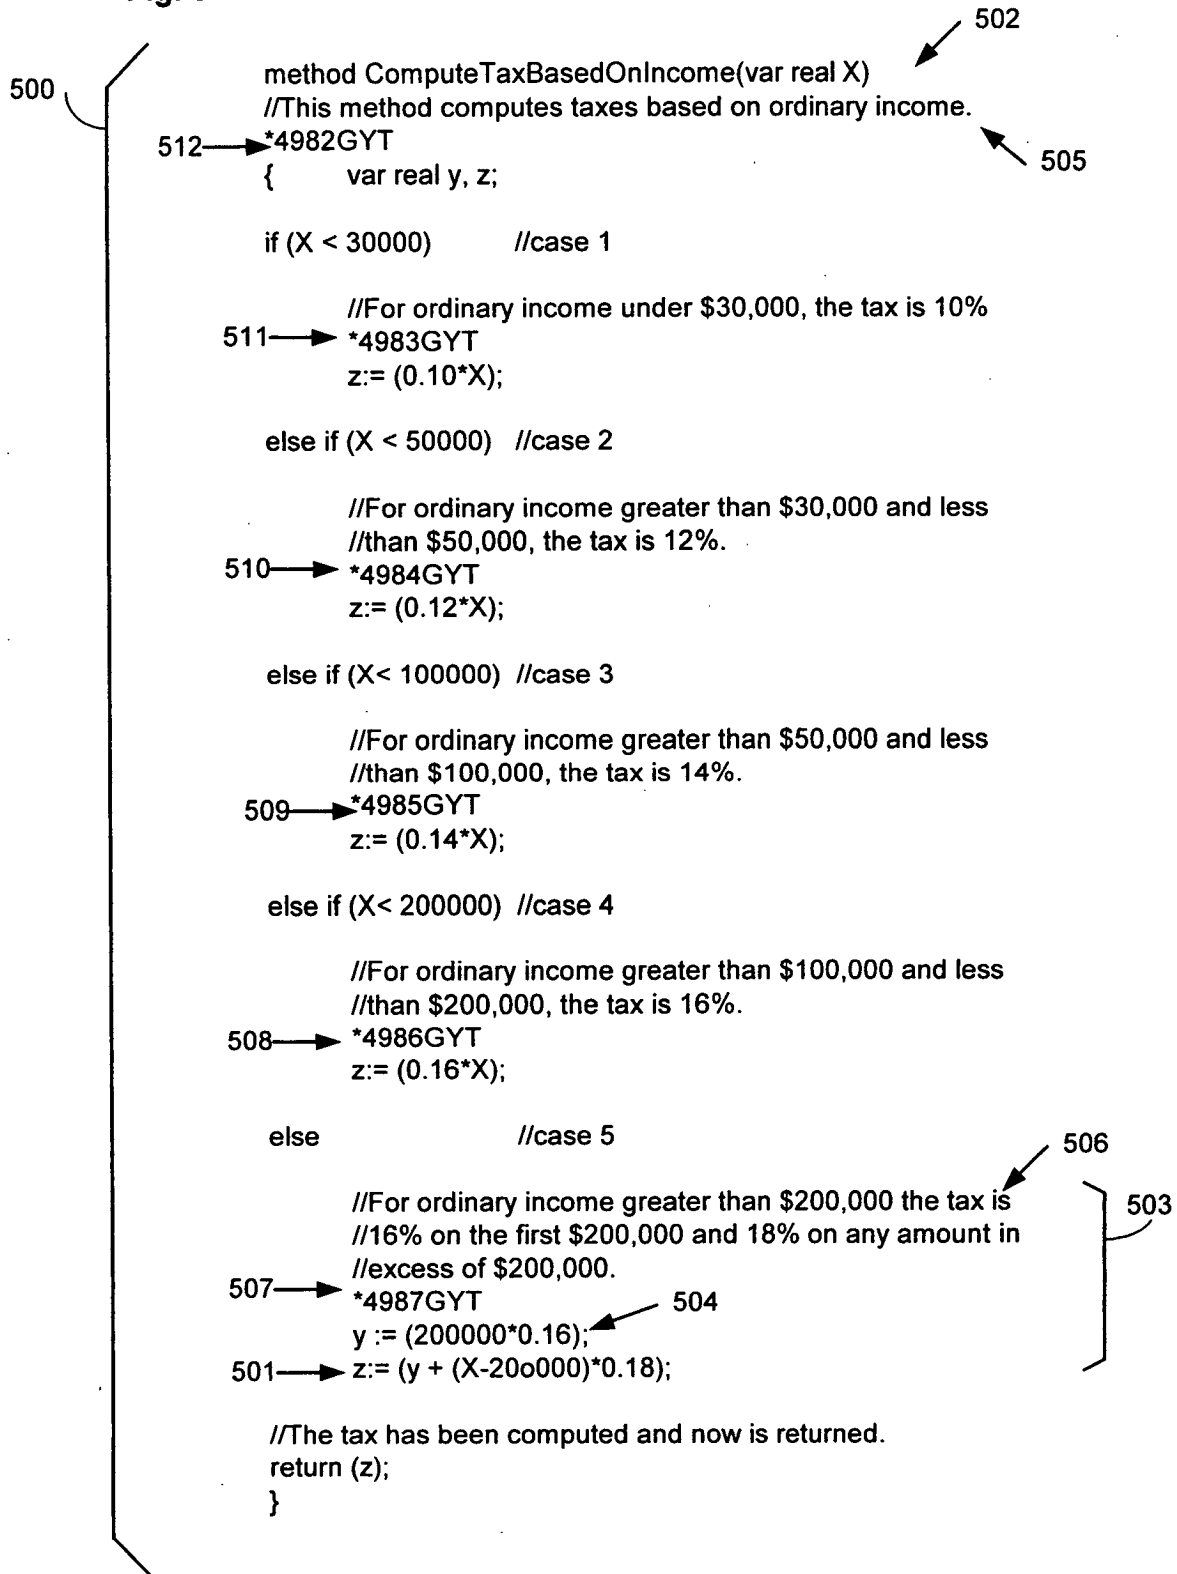 502
method ComputeTaxBasedOnIncome(var real X)
500
//This method computes taxes based on ordinary income.
512 *4982GYT
505
{ var real y, z;
if (X < 30000) //case 1
//For ordinary income under $30,000, the tax is 10%
511 *4983GYT
z:= (0.10*X);
else if (X < 50000) //case 2
//For ordinary income greater than $30,000 and less
//than $50,000, the tax is 12%.
510 *4984GYT
z:= (0.12*X);
else if (X< 100000) //case 3
//For ordinary income greater than $50,000 and less
//than $100,000, the tax is 14%.
509 *4985GYT
z:= (0.14*X);
else if (X< 200000) //case 4
//For ordinary income greater than $100,000 and less
//than $200,000, the tax is 16%.
508 *4986GYT
z:= (0.16*X);
else //case 5
506
//For ordinary income greater than $200,000 the tax is
503
//16% on the first $200,000 and 18% on any amount in
//excess of $200,000.
507 *4987GYT
504
y := (200000*0.16);
501 z:= (y + (X-20o000)*0.18);
//The tax has been computed and now is returned.
return (z);
}